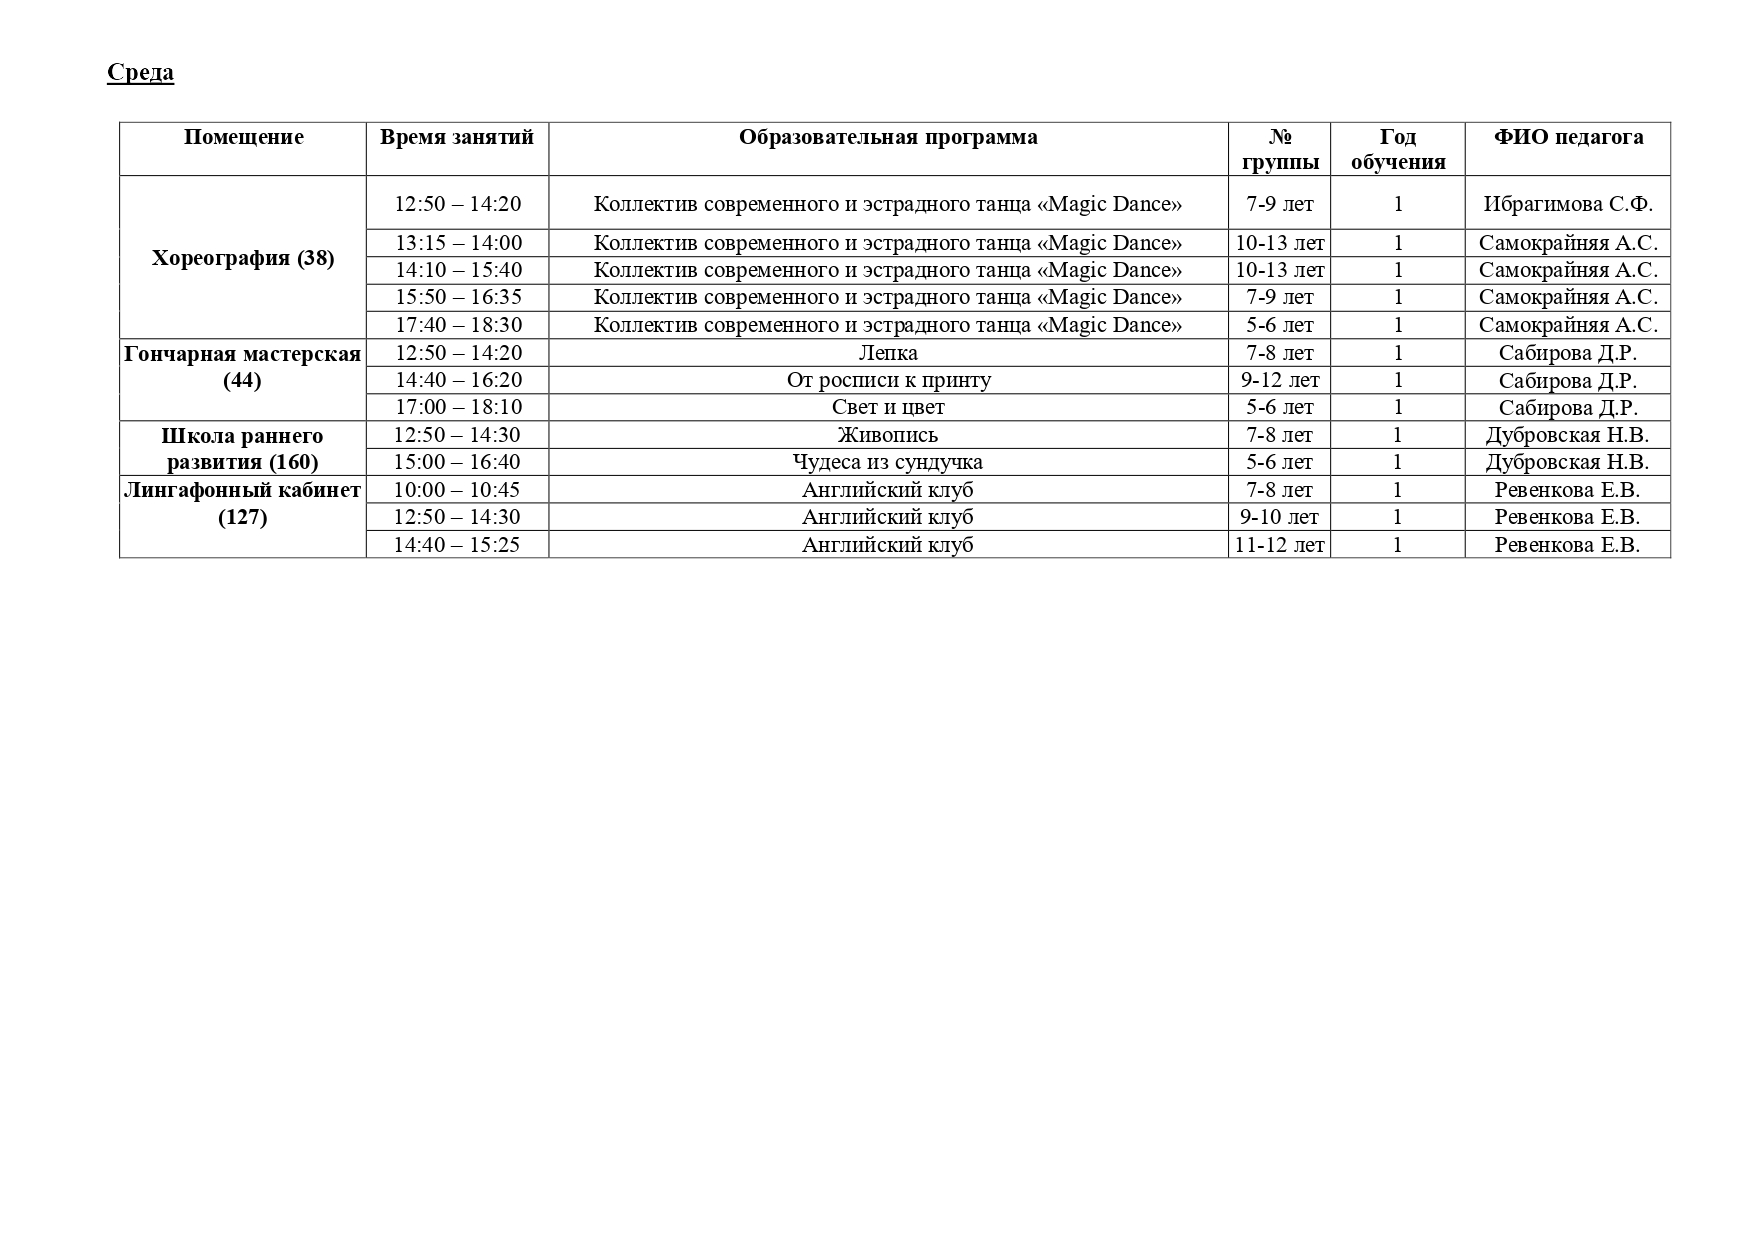 Среда
Помещение Время занятий Образовательная программа № группы Год обучения ФИО педагога
Хореография (38) 12:50 – 14:20 Коллектив современного и эстрадного танца «Magic Dance» 7-9 лет 1 Ибрагимова С.Ф.
13:15 – 14:00 Коллектив современного и эстрадного танца «Magic Dance» 10-13 лет 1 Самокрайняя А.С.
14:10 – 15:40 Коллектив современного и эстрадного танца «Magic Dance» 10-13 лет 1 Самокрайняя А.С.
15:50 – 16:35 Коллектив современного и эстрадного танца «Magic Dance» 7-9 лет 1 Самокрайняя А.С.
17:40 – 18:30 Коллектив современного и эстрадного танца «Magic Dance» 5-6 лет 1 Самокрайняя А.С.
Гончарная мастерская (44) 12:50 – 14:20 Лепка 7-8 лет 1 Сабирова Д.Р.
14:40 – 16:20 От росписи к принту 9-12 лет 1 Сабирова Д.Р.
17:00 – 18:10 Свет и цвет 5-6 лет 1 Сабирова Д.Р.
Школа раннего развития (160) 12:50 – 14:30 Живопись 7-8 лет 1 Дубровская Н.В.
15:00 – 16:40 Чудеса из сундучка 5-6 лет 1 Дубровская Н.В.
Лингафонный кабинет (127) 10:00 – 10:45 Английский клуб 7-8 лет 1 Ревенкова Е.В.
12:50 – 14:30 Английский клуб 9-10 лет 1 Ревенкова Е.В.
14:40 – 15:25 Английский клуб 11-12 лет 1 Ревенкова Е.В.